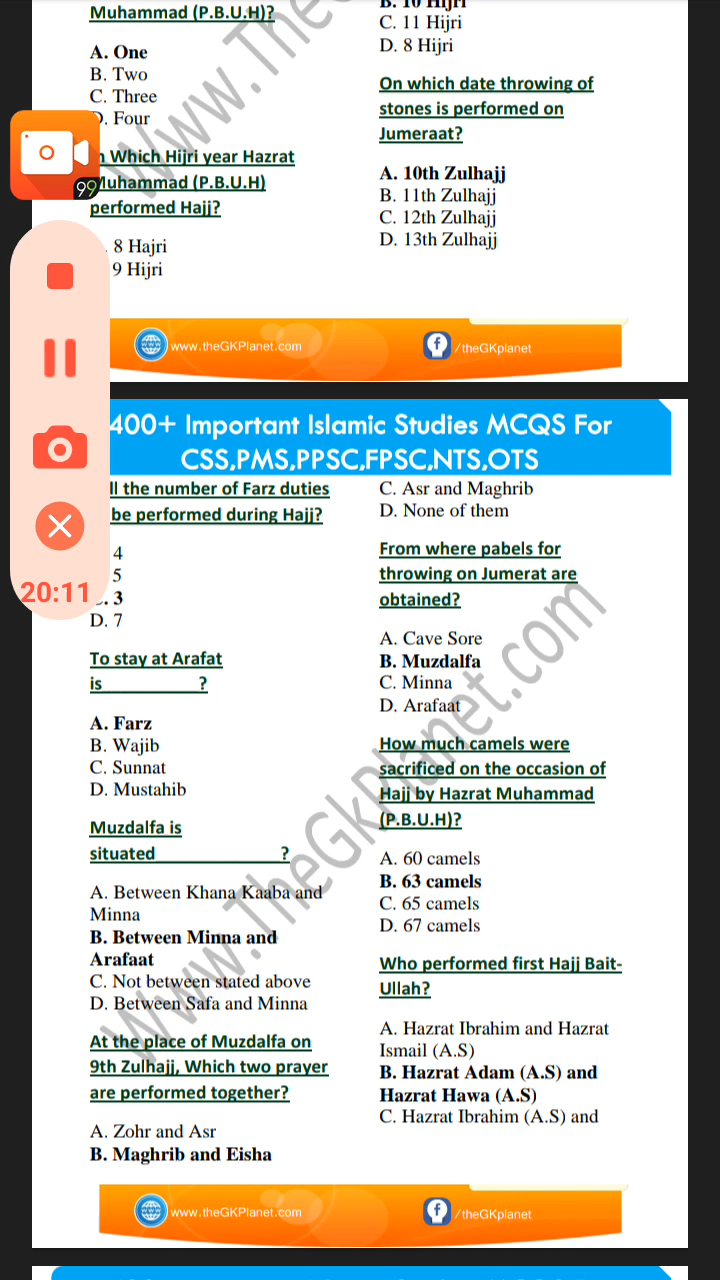 Muhammad (P.B.U.H)?
A. One
B. Two
C. Three
D. Four
n Which Hijri year Hazrat
Muhammad (P.B.U.H)
performed Hajj?
. 8 Hajri
9 Hijri
B. 10 Hijri
C. 11 Hijri
D. 8 Hijri
On which date throwing of
stones is performed on
Jumeraat?
A. 10th Zulhajj
B. 11th Zulhajj
C. 12th Zulhajj
D. 13th Zulhajj
www.theGKPlanet.com
/theGKplanet
Www.The
99
20:11
400+ Important Islamic Studies MCQS For
CSS,PMS,PPSC,FPSC,NTS,OTS
ll the number of Farz duties
be performed during Hajj?
4
5
. 3
D. 7
To stay at Arafat
is__________?
A. Farz
B. Wajib
C. Sunnat
D. Mustahib
Muzdalfa is
situated_____________?
A. Between Khana Kaaba and
Minna
B. Between Minna and
Arafaat
C. Not between stated above
D. Between Safa and Minna
At the place of Muzdalfa on
9th Zulhajj, Which two prayer
are performed together?
A. Zohr and Asr
B. Maghrib and Eisha
C. Asr and Maghrib
D. None of them
From where pabels for
throwing on Jumerat are
obtained?
A. Cave Sore
B. Muzdalfa
C. Minna
D. Arafaat
How much camels were
sacrificed on the occasion of
Hajj by Hazrat Muhammad
(P.B.U.H)?
A. 60 camels
B. 63 camels
C. 65 camels
D. 67 camels
Who performed first Hajj Bait-
Ullah?
A. Hazrat Ibrahim and Hazrat
Ismail (A.S)
B. Hazrat Adam (A.S) and
Hazrat Hawa (A.S)
C. Hazrat Ibrahim (A.S) and
Www.TheGkPlanet.com
www.theGKPlanet.com
/theGKplanet